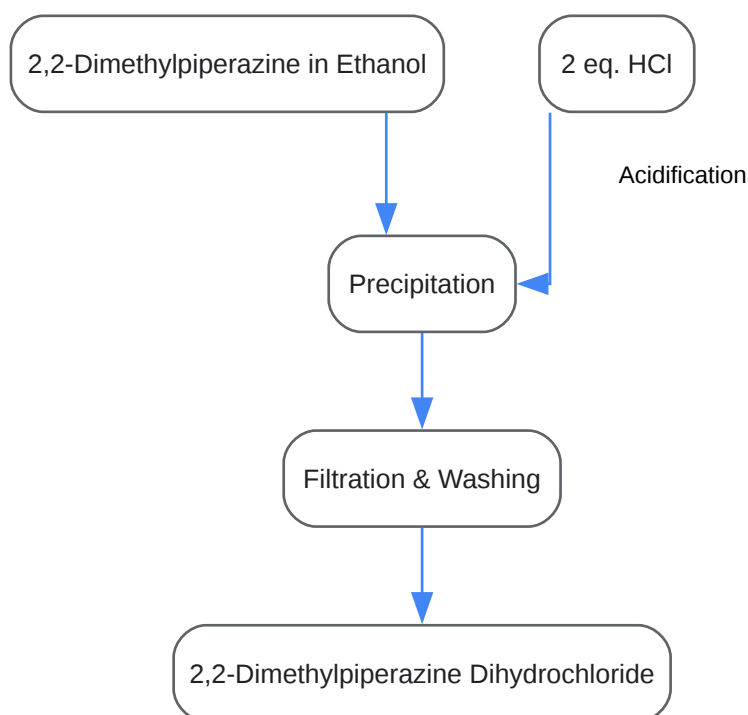 2,2-Dimethylpiperazine in Ethanol
2 eq. HCl
Acidification
Precipitation
Filtration & Washing
2,2-Dimethylpiperazine Dihydrochloride